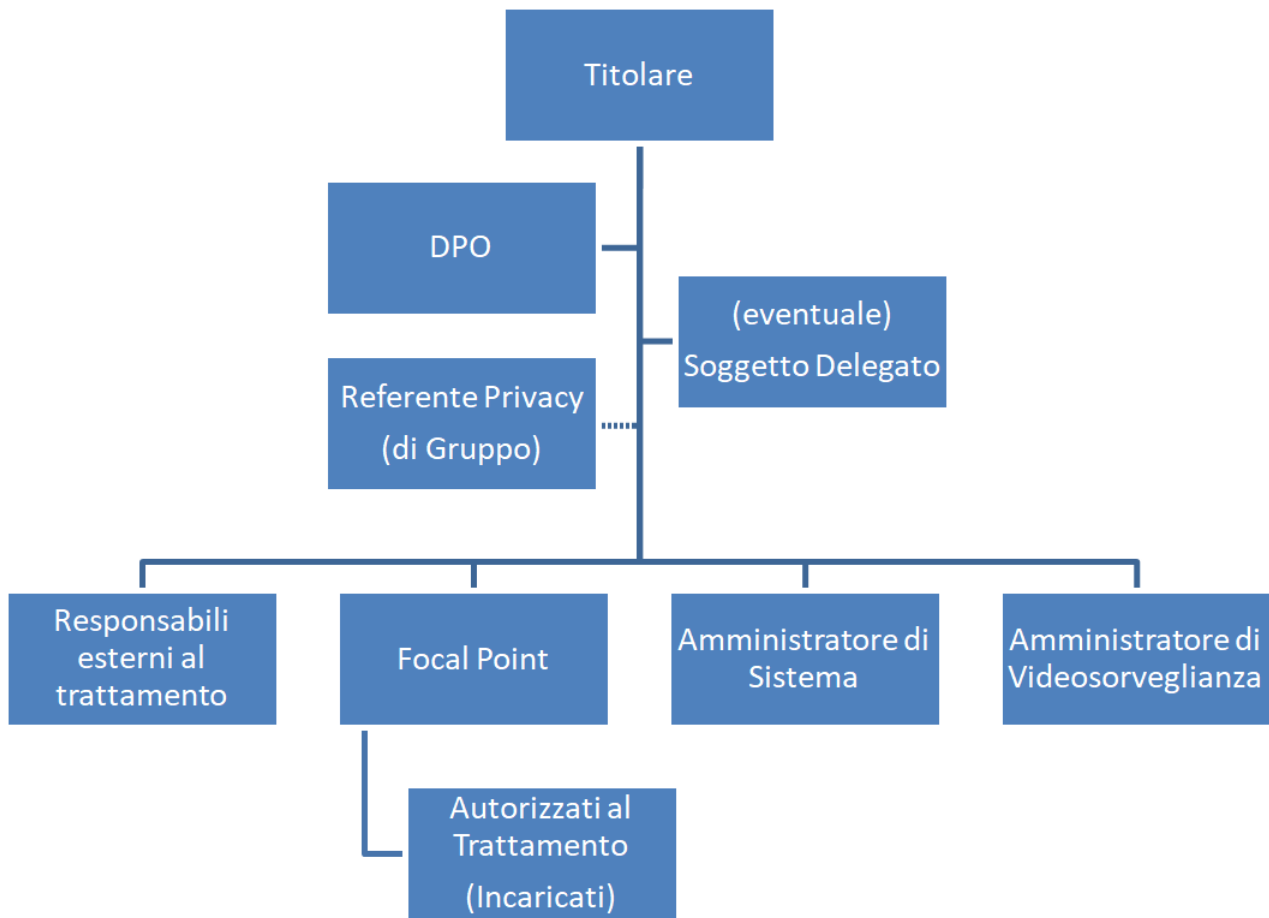 Titolare
DPO
(eventuale)
Soggetto Delegato
Referente Privacy
(di Gruppo)
Responsabili
esterni al
trattamento
Focal Point
Amministratore di
Sistema
Amministratore di
Videosorveglianza
Autorizzati al
Trattamento
(Incaricati)